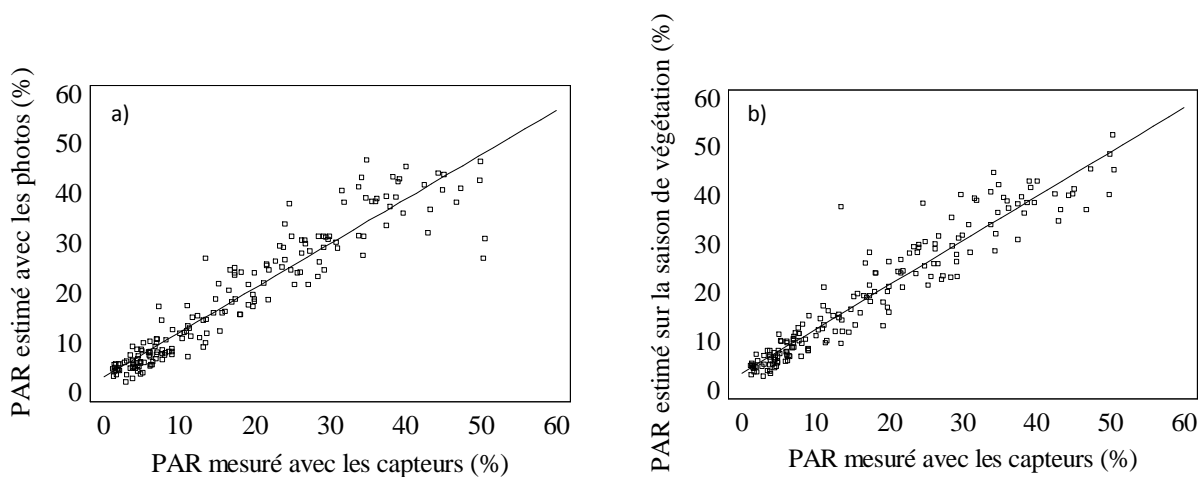 PAR estimé avec les photos (%)
60
50
40
30
20
10
0
a)
0 10 20 30 40 50 60
PAR mesuré avec les capteurs (%)
PAR estimé sur la saison de végétation (%)
60
50
40
30
20
10
0
b)
0 10 20 30 40 50 60
PAR mesuré avec les capteurs (%)